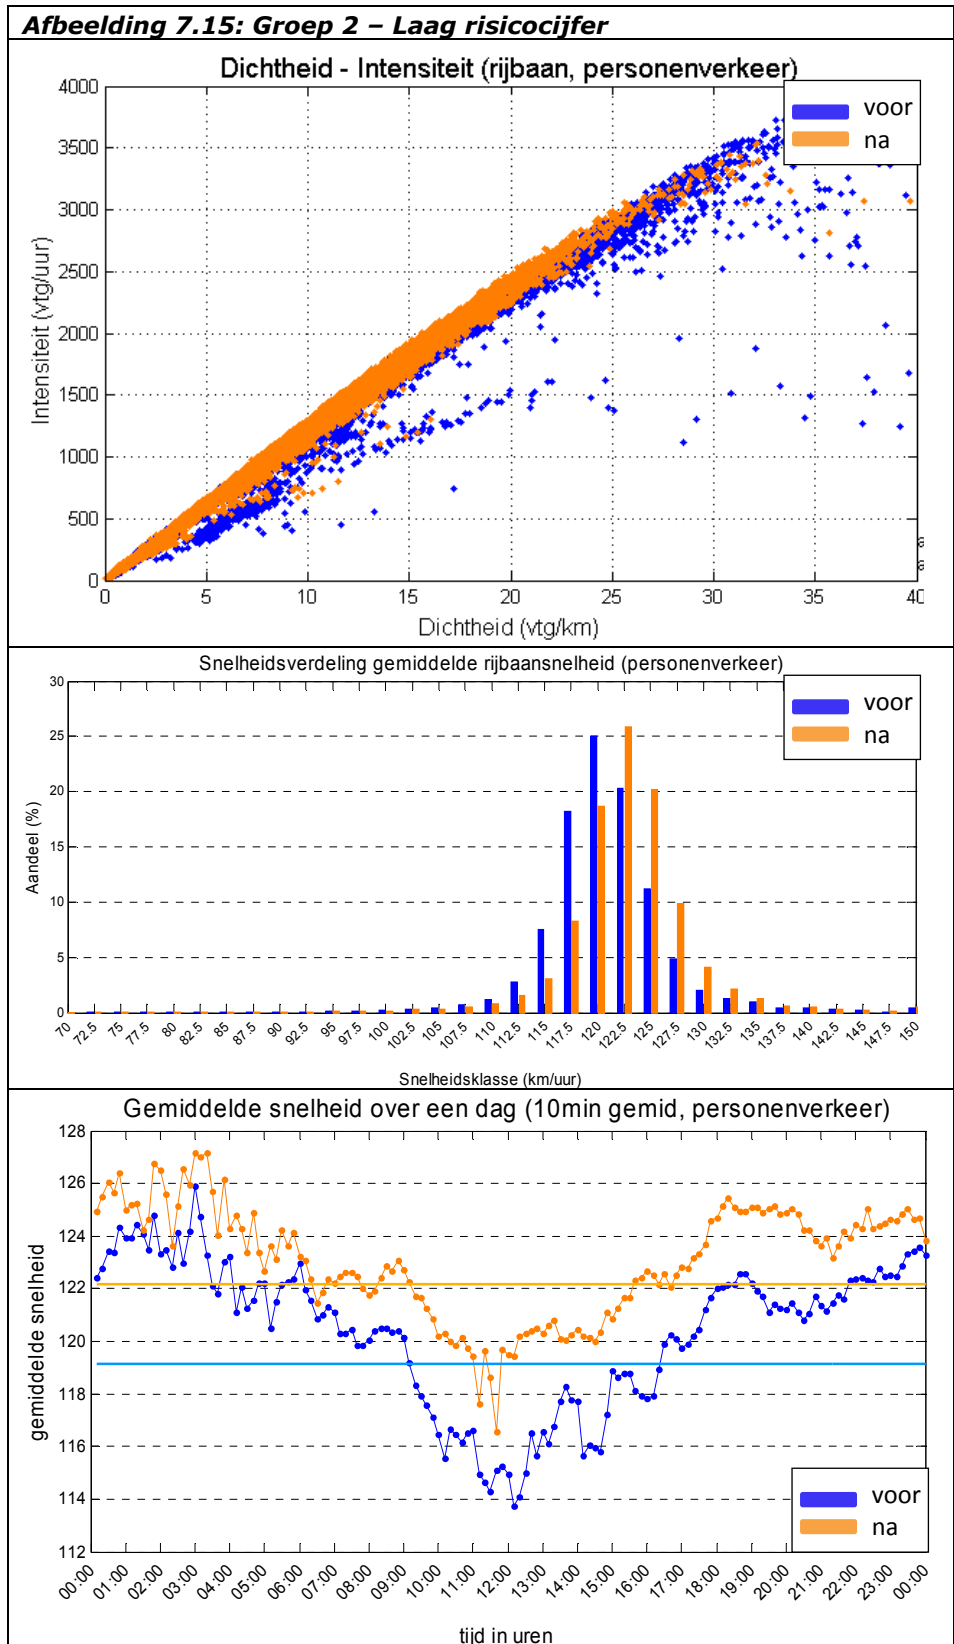 Afbeelding 7.15: Groep 2 – Laag risicocijfer
Dichtheid - Intensiteit (rijbaan, personenverkeer)
voor
na
4000
3500
3000
2500
2000
1500
1000
500
0
Intensiteit (vtg/uur)
0 5 10 15 20 25 30 35 40
Dichtheid (vtg/km)
Snelheidsverdeling gemiddelde rijbaansnelheid (personenverkeer)
voor
na
30
25
20
15
10
5
0
Aandeel (%)
70 72.5 75 77.5 80 82.5 85 87.5 90 92.5 95 97.5 100 102.5 105 107.5 110 112.5 115 117.5 120 122.5 125 127.5 130 132.5 135 137.5 140 142.5 145 147.5 150
Snelheidsklasse (km/uur)
Gemiddelde snelheid over een dag (10min gemid, personenverkeer)
128
126
124
122
120
118
116
114
112
gemiddelde snelheid
voor
na
00:00 01:00 02:00 03:00 04:00 05:00 06:00 07:00 08:00 09:00 10:00 11:00 12:00 13:00 14:00 15:00 16:00 17:00 18:00 19:00 20:00 21:00 22:00 23:00 00:00
tijd in uren